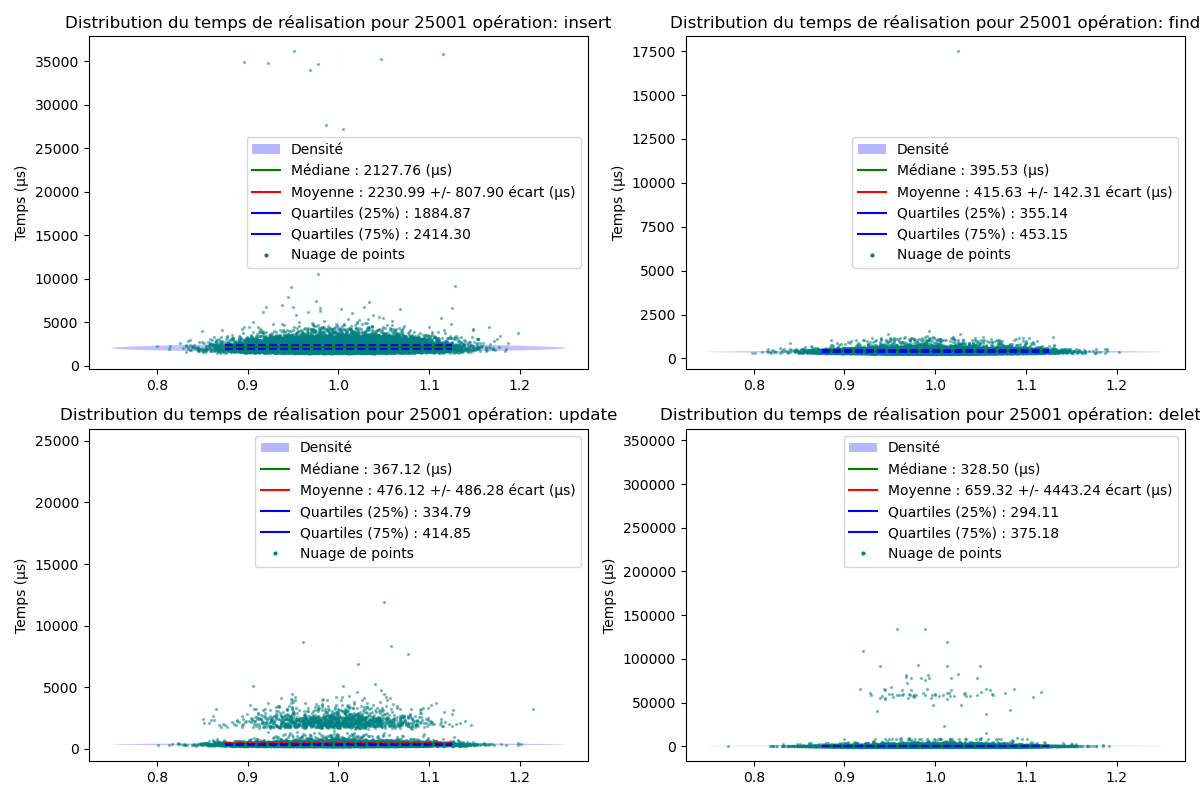 Distribution du temps de réalisation pour 25001 opération: insert
35000
30000
25000
20000
15000
10000
5000
0
Temps (µs)
Densité
Médiane : 2127.76 (µs)
Moyenne : 2230.99 +/- 807.90 écart (µs)
Quartiles (25%) : 1884.87
Quartiles (75%) : 2414.30
Nuage de points
0.8 0.9 1.0 1.1 1.2
Distribution du temps de réalisation pour 25001 opération: find
17500
15000
12500
10000
7500
5000
2500
0
Temps (µs)
Densité
Médiane : 395.53 (µs)
Moyenne : 415.63 +/- 142.31 écart (µs)
Quartiles (25%) : 355.14
Quartiles (75%) : 453.15
Nuage de points
0.8 0.9 1.0 1.1 1.2
Distribution du temps de réalisation pour 25001 opération: update
25000
20000
15000
10000
5000
0
Temps (µs)
Densité
Médiane : 367.12 (µs)
Moyenne : 476.12 +/- 486.28 écart (µs)
Quartiles (25%) : 334.79
Quartiles (75%) : 414.85
Nuage de points
0.8 0.9 1.0 1.1 1.2
Distribution du temps de réalisation pour 25001 opération: delet
350000
300000
250000
200000
150000
100000
50000
0
Temps (µs)
Densité
Médiane : 328.50 (µs)
Moyenne : 659.32 +/- 4443.24 écart (µs)
Quartiles (25%) : 294.11
Quartiles (75%) : 375.18
Nuage de points
0.8 0.9 1.0 1.1 1.2